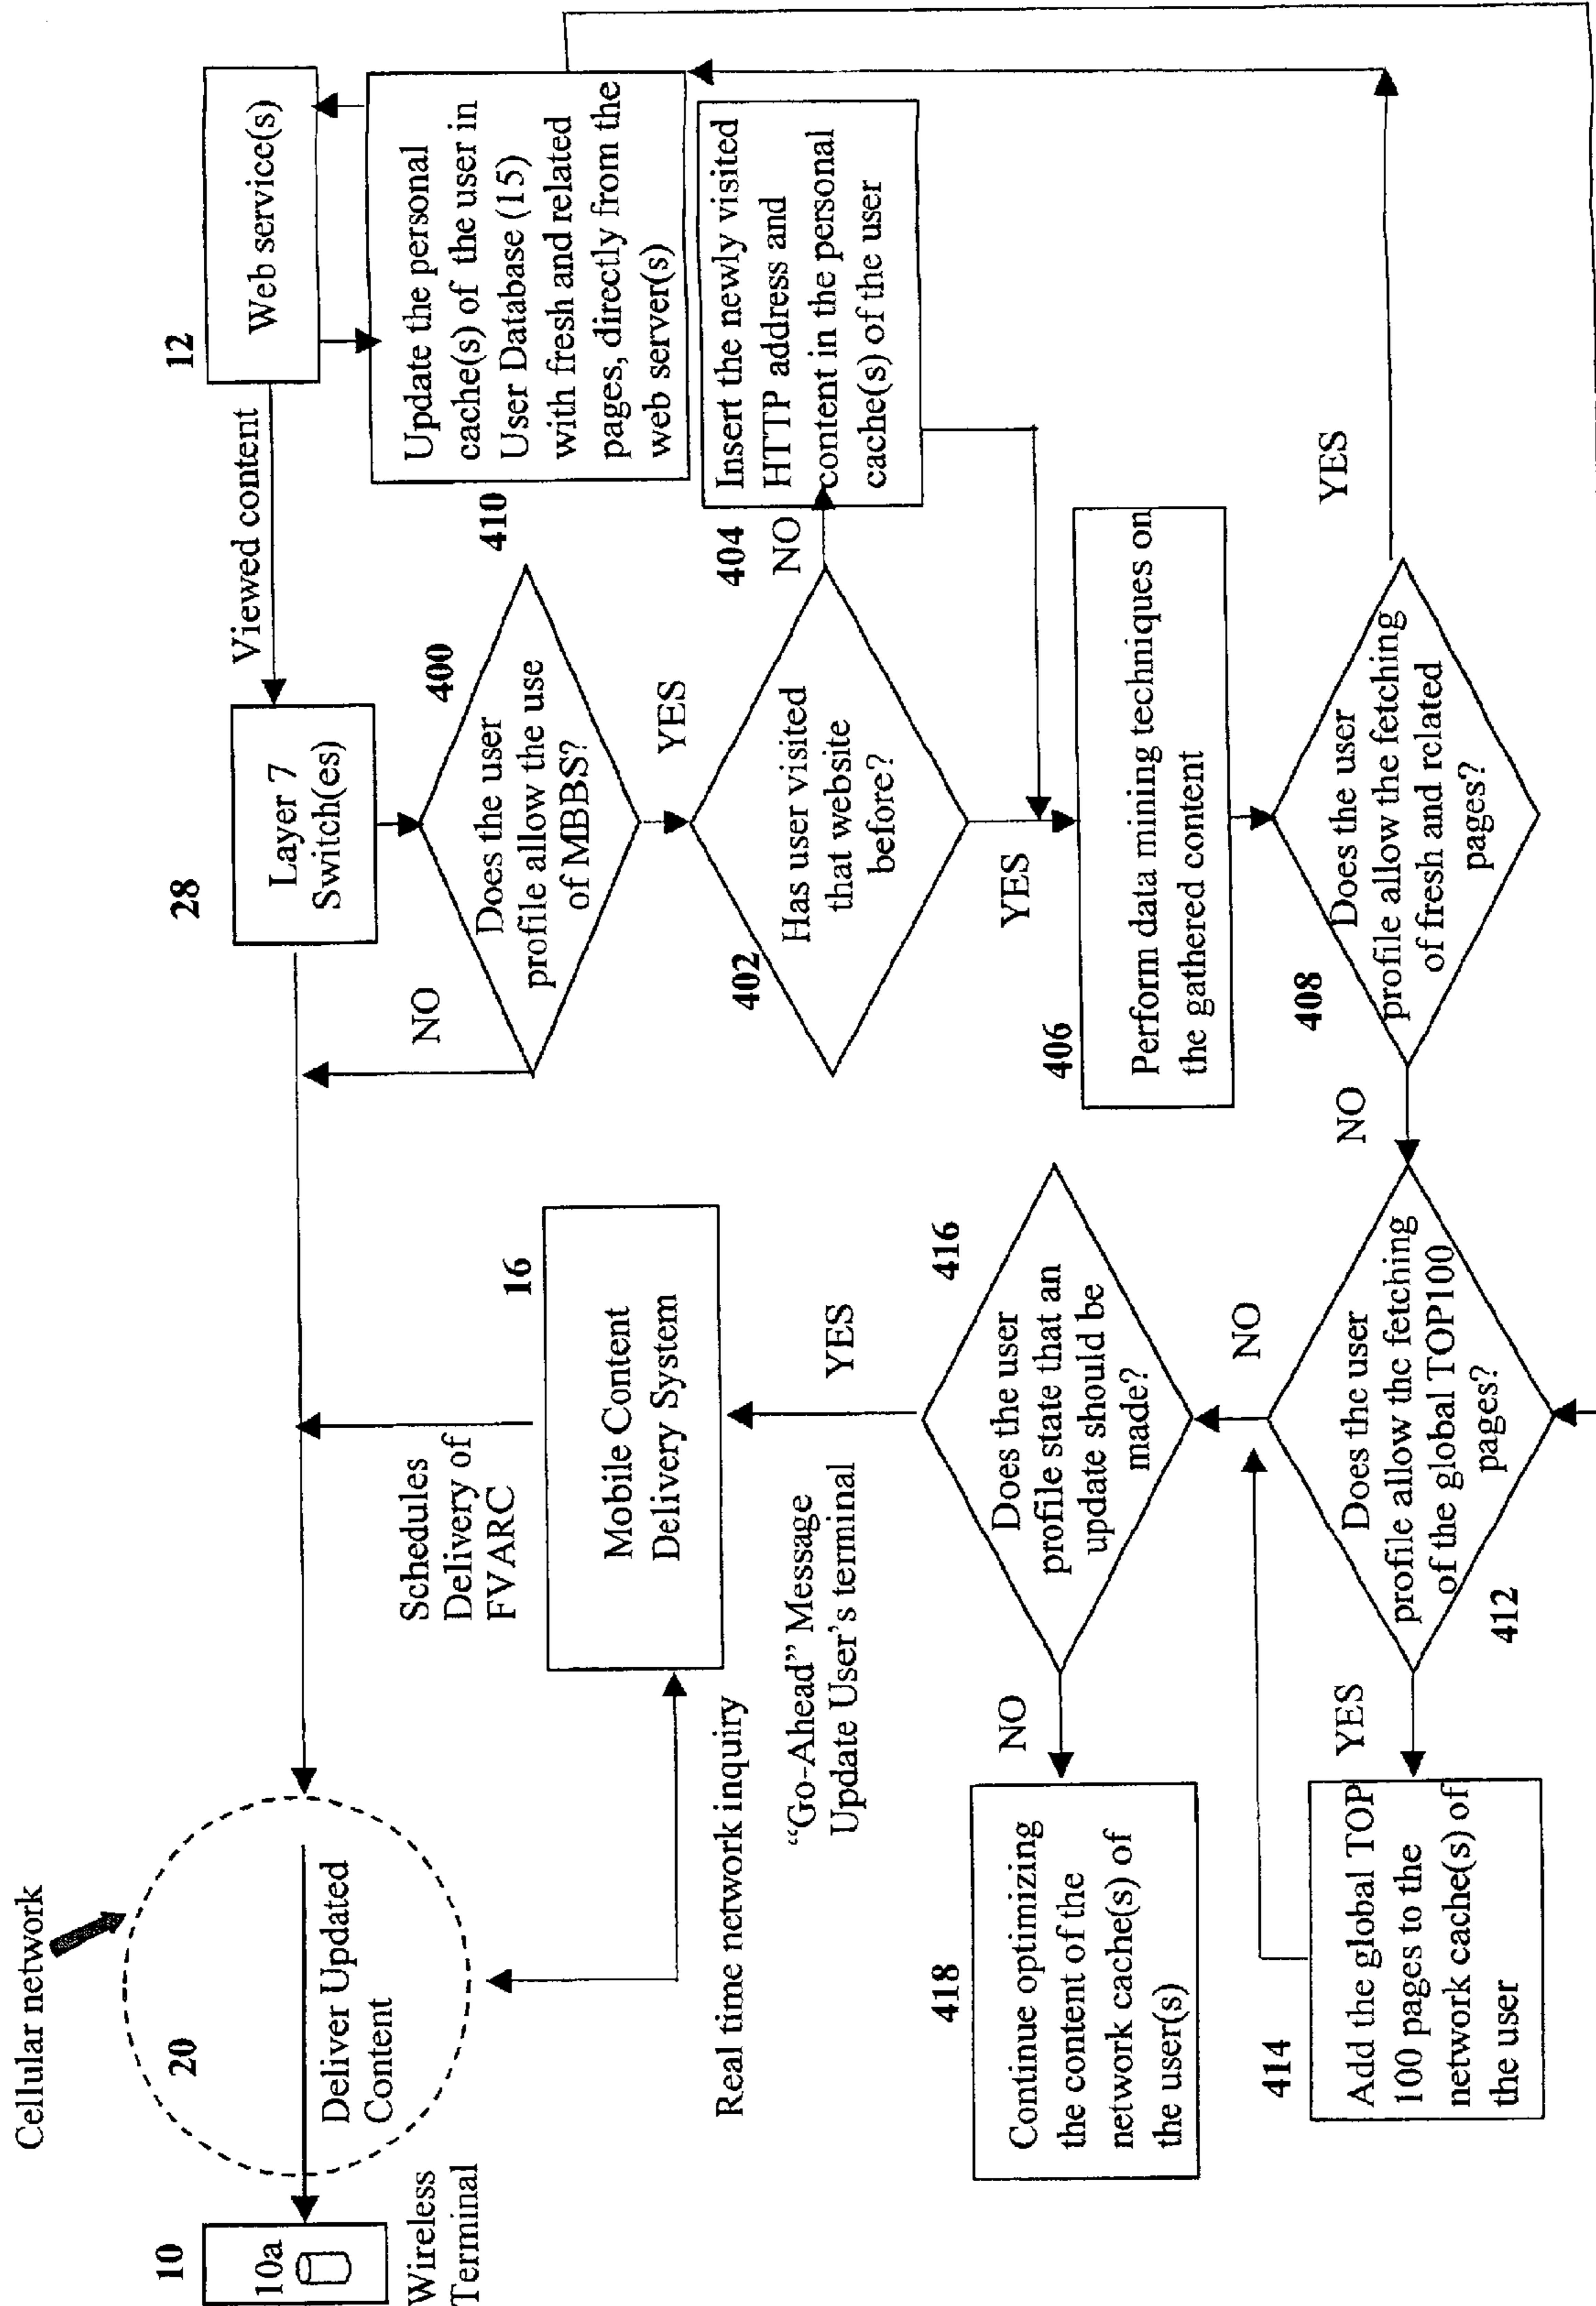 Cellular network
20
Deliver Updated
Content
10
10a
Wireless
Terminal
Schedules
Delivery of
FVARC
16
Mobile Content
Delivery System
Real time network inquiry
“Go-Ahead” Message
Update User's terminal
YES
28
Layer 7
Switch(es)
Viewed content
12
Web service(s)
NO
400
Does the user
profile allow the use
of MBBS?
YES
410
Update the personal
cache(s) of the user in
User Database (15)
with fresh and related
pages, directly from the
web server(s)
402
Has user visited
that website
before?
NO
404
Insert the newly visited
HTTP address and
content in the personal
cache(s) of the user
YES
406
Perform data mining techniques on
the gathered content
408
Does the user
profile allow the fetching
of fresh and related
pages?
YES
NO
412
Does the user
profile allow the fetching
of the global TOP100
pages?
YES
414
Add the global TOP
100 pages to the
network cache(s) of
the user
NO
416
Does the user
profile state that an
update should be
made?
NO
418
Continue optimizing
the content of the
network cache(s) of
the user(s)